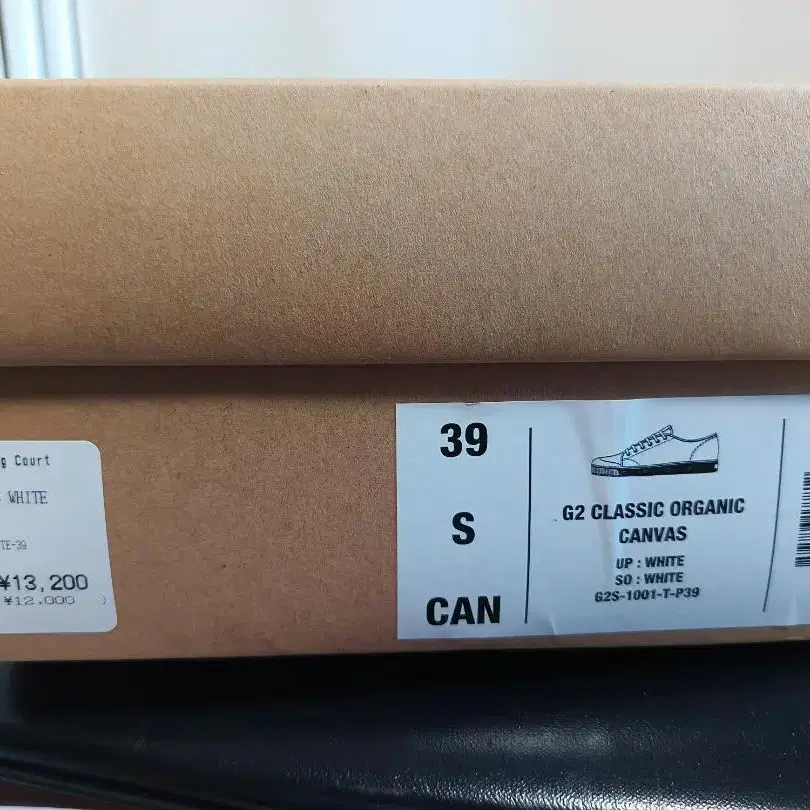 g Court
WHITE
TE-39
¥13,200
¥12,000 )
39
S
CAN
G2 CLASSIC ORGANIC
CANVAS
UP : WHITE
SO : WHITE
G2S-1001-T-P39